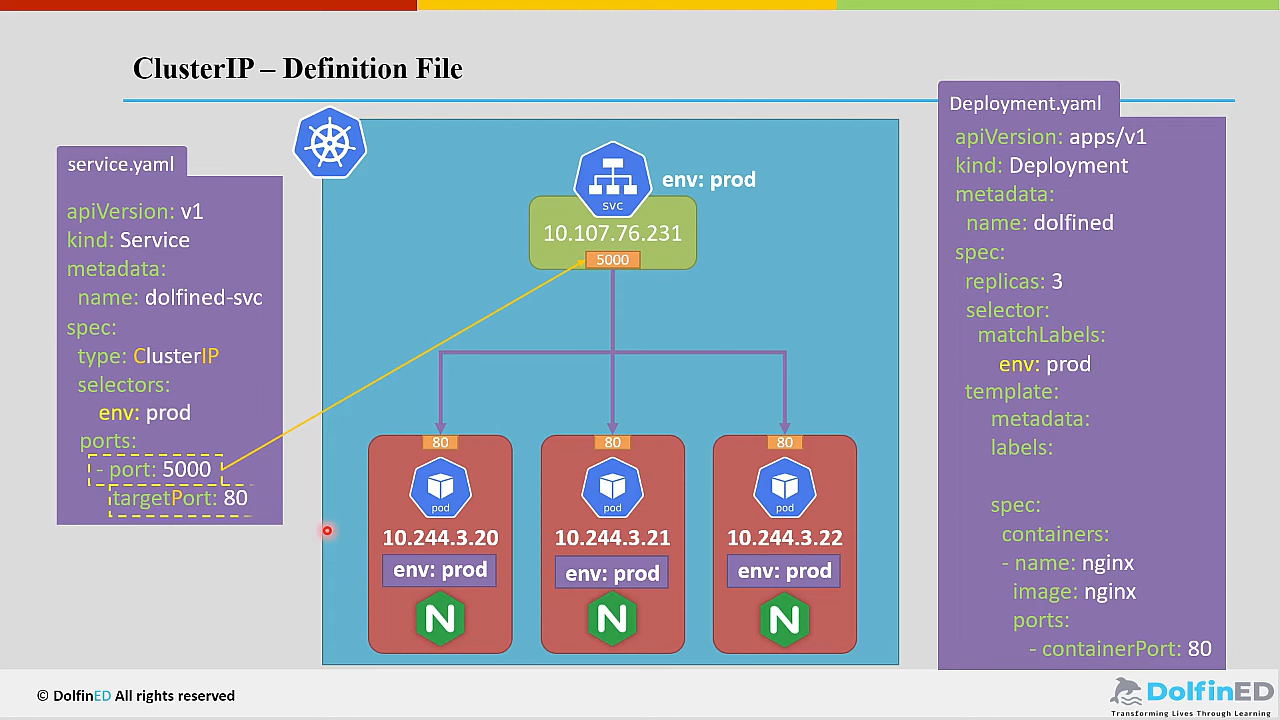 ClusterIP – Definition File
service.yaml
apiVersion: v1
kind: Service
metadata:
name: dolfined-svc
spec:
type: ClusterIP
selectors:
env: prod
ports:
- port: 5000
targetPort: 80
svc
env: prod
10.107.76.231
5000
80
80
80
pod
pod
pod
10.244.3.20
10.244.3.21
10.244.3.22
env: prod
env: prod
env: prod
N
N
N
Deployment.yaml
apiVersion: apps/v1
kind: Deployment
metadata:
name: dolfined
spec:
replicas: 3
selector:
matchLabels:
env: prod
template:
metadata:
labels:
spec:
containers:
- name: nginx
image: nginx
ports:
- containerPort: 80
© DolfinED All rights reserved
DolfinED
Transforming Lives Through Learning